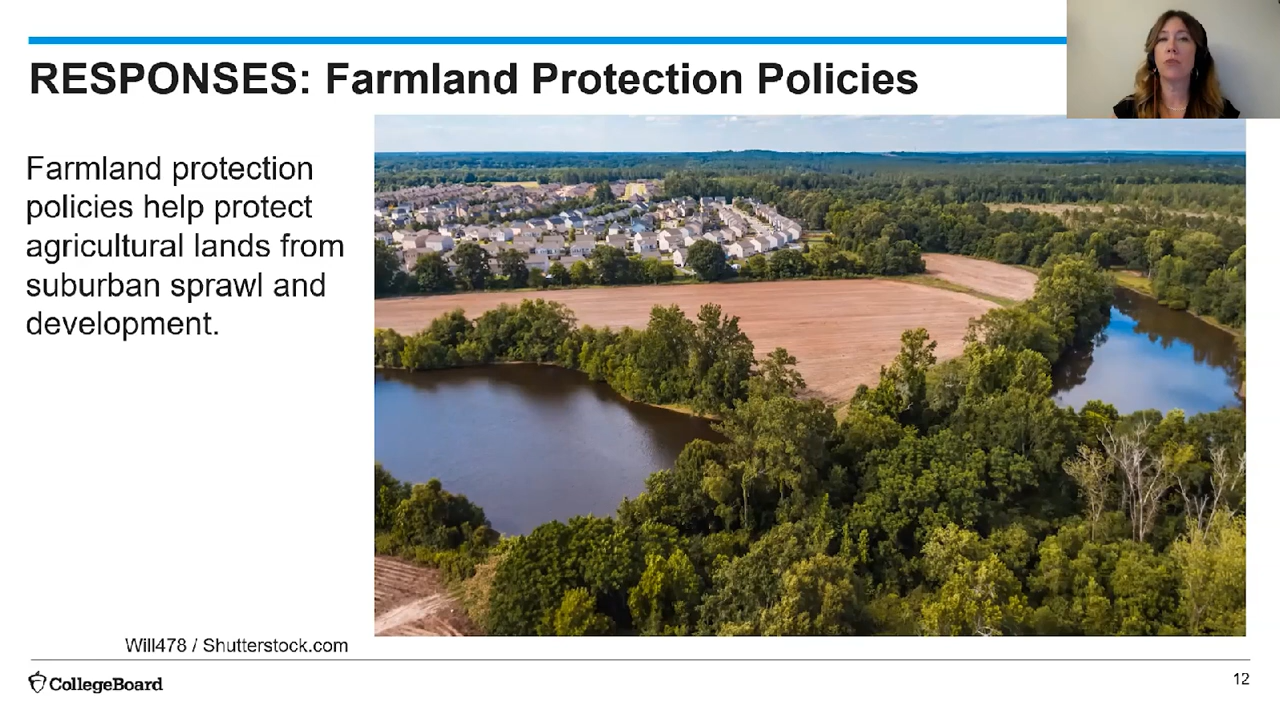 RESPONSES: Farmland Protection Policies
Farmland protection
policies help protect
agricultural lands from
suburban sprawl and
development.
Will478 / Shutterstock.com
CollegeBoard
12